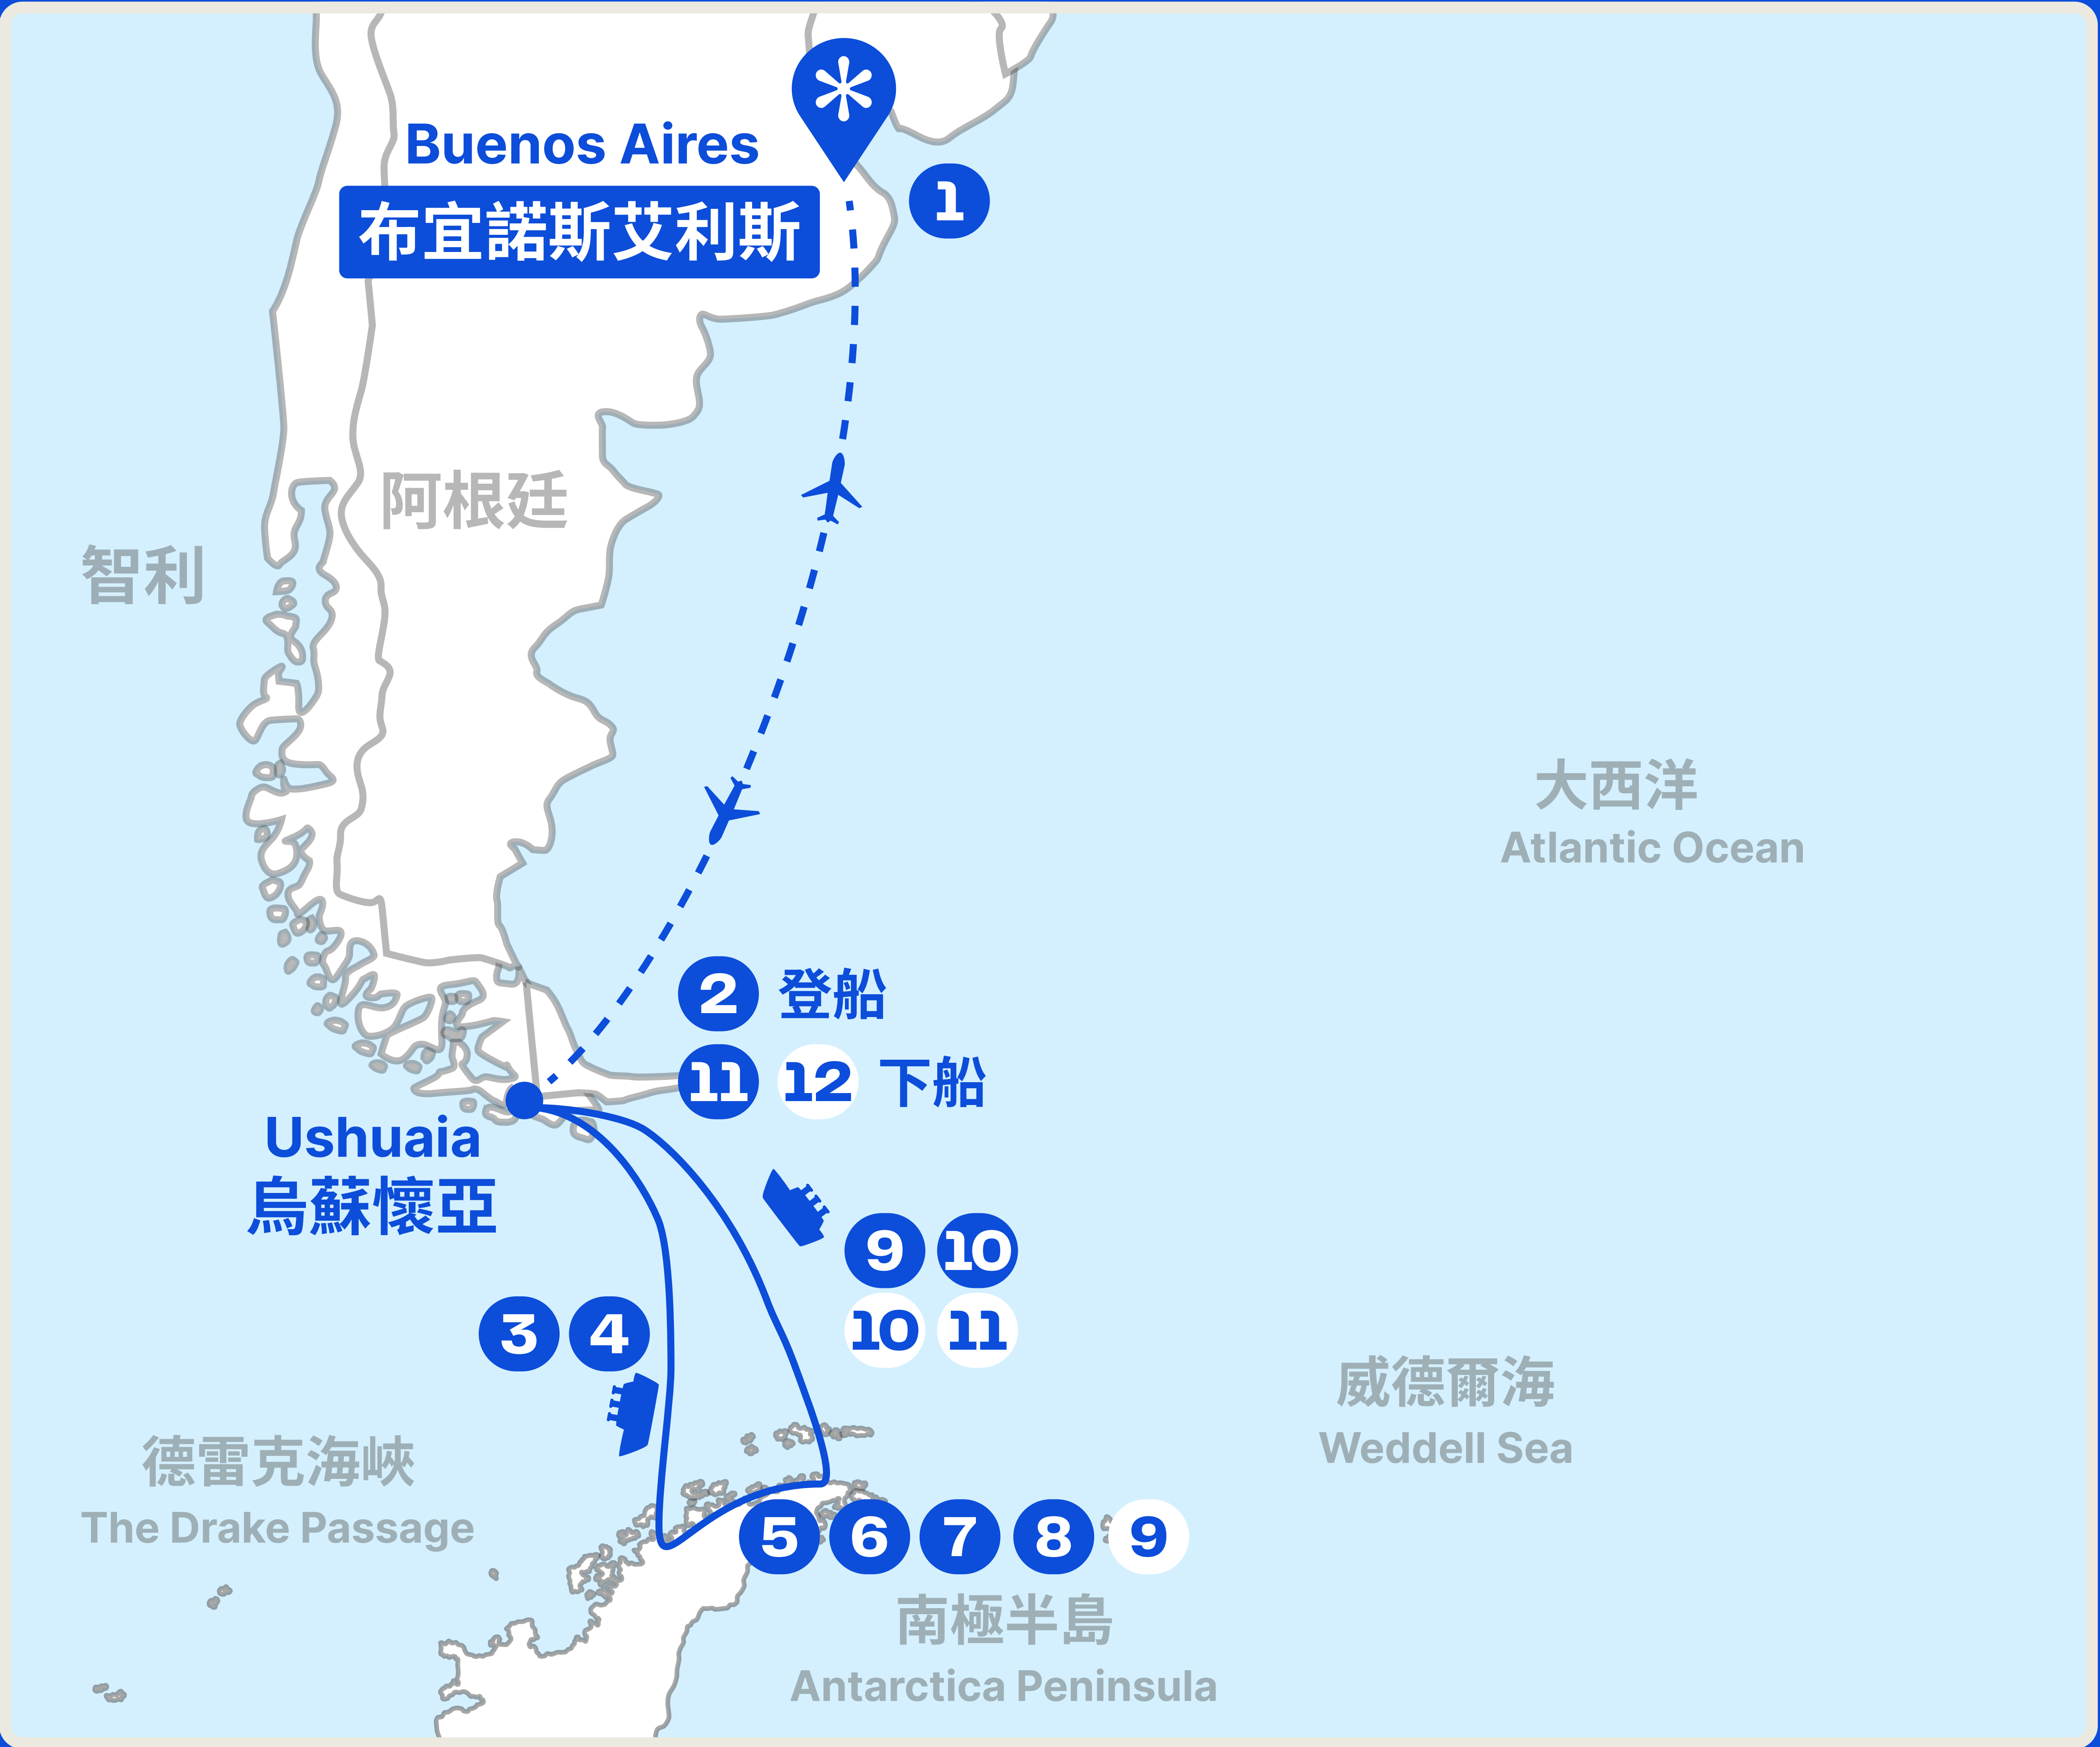 Buenos Aires
布宜諾斯艾利斯
1
阿根廷
智利
大西洋
Atlantic Ocean
2 登船
11 12 下船
Ushuaia
烏蘇懷亞
9 10
10 11
3 4
威德爾海
Weddell Sea
德雷克海峽
The Drake Passage
5 6 7 8 9
南極半島
Antarctica Peninsula